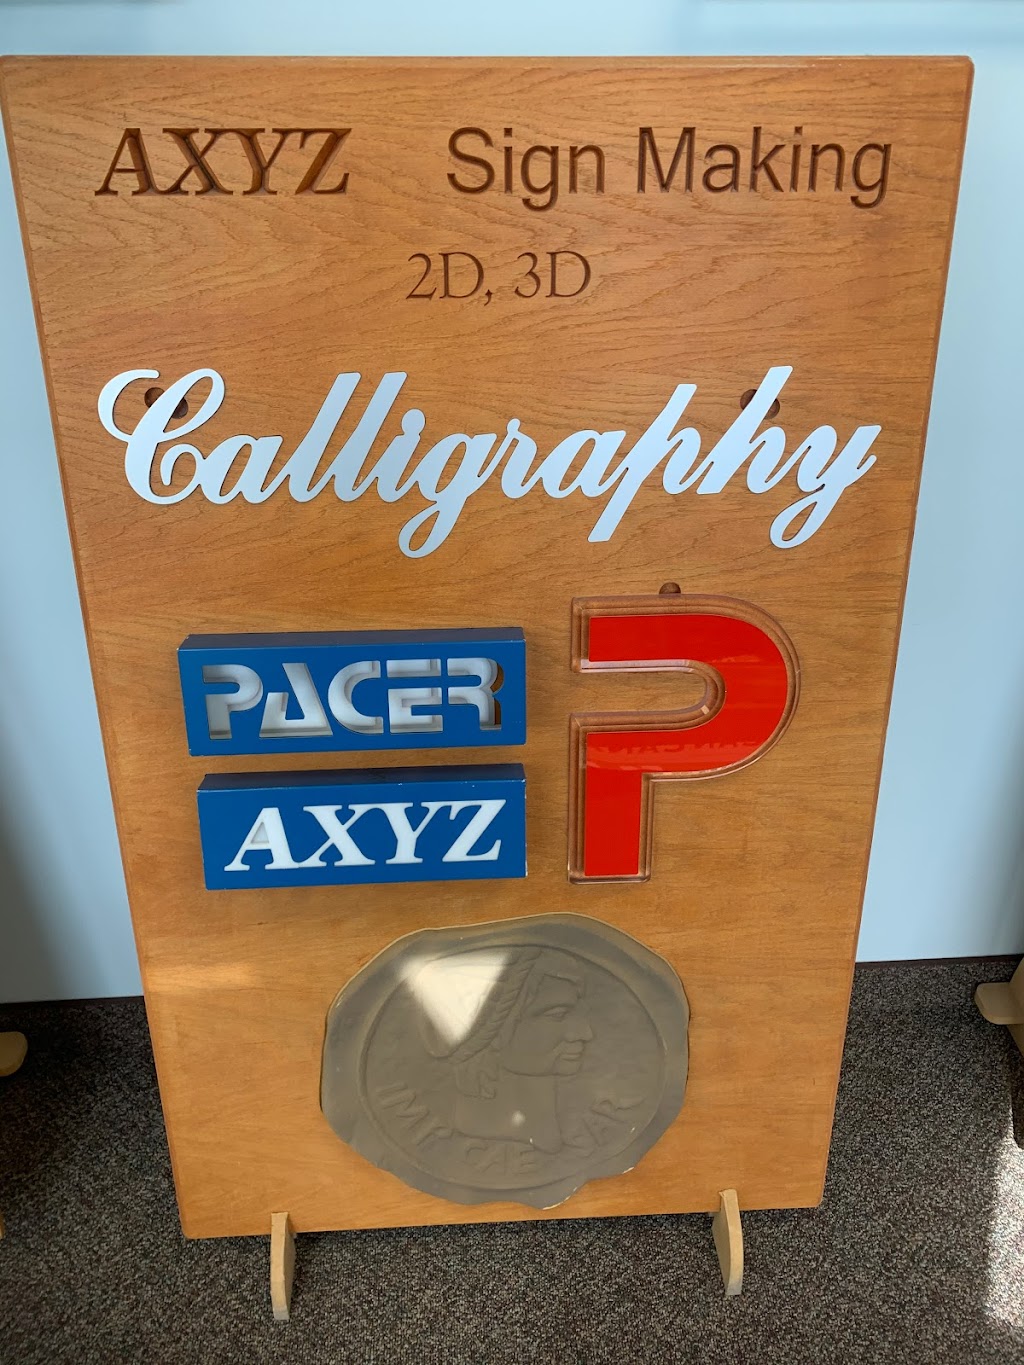 AXYZ Sign Making
2D, 3D
Calligraphy
PACER
P
AXYZ
IMP CAESAR